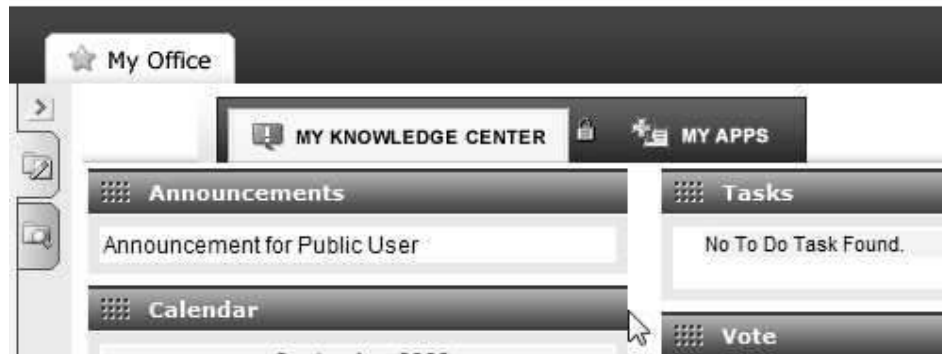 My Office
MY KNOWLEDGE CENTER MY APPS
Announcements
Announcement for Public User
Calendar
Tasks
No To Do Task Found.
Vote